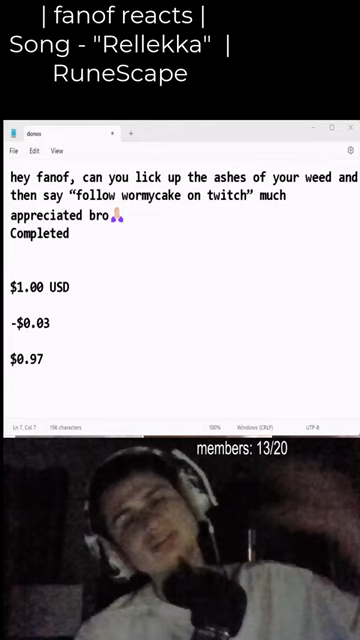 | fanof reacts |
Song - "Rellekka" |
RuneScape
donos
File Edit View
hey fanof, can you lick up the ashes of your weed and
then say “follow wormycake on twitch” much
appreciated bro🙏🏼
Completed
$1.00 USD
-$0.03
$0.97
Ln 7, Col 7 156 characters 100% Windows (CRLF) UTF-8
members: 13/20